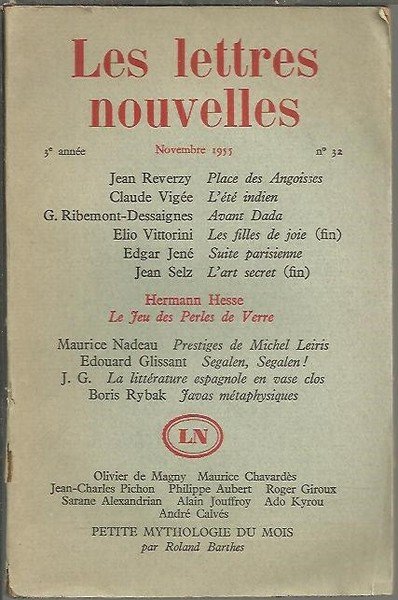 Les lettres
nouvelles
3e année Novembre 1955 n° 32
Jean Reverzy Place des Angoisses
Claude Vigée L'été indien
G. Ribemont-Dessaignes Avant Dada
Elio Vittorini Les filles de joie (fin)
Edgar Jené Suite parisienne
Jean Selz L'art secret (fin)
Hermann Hesse
Le Jeu des Perles de Verre
Maurice Nadeau Prestiges de Michel Leiris
Edouard Glissant Segalen, Segalen !
J. G. La littérature espagnole en vase clos
Boris Rybak Javas métaphysiques
LN
Olivier de Magny Maurice Chavardès
Jean-Charles Pichon Philippe Aubert Roger Giroux
Sarane Alexandrian Alain Jouffroy Ado Kyrou
André Calvés
PETITE MYTHOLOGIE DU MOIS
par Roland Barthes